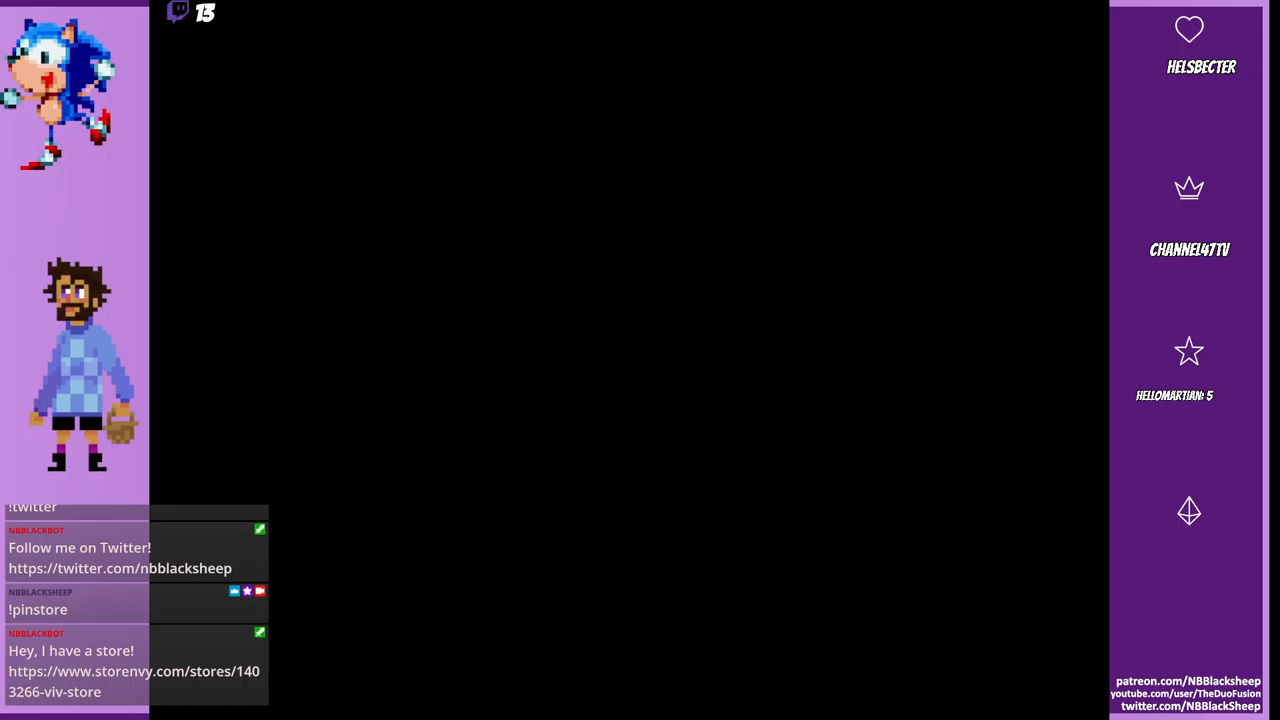 13
HELSBECTER
CHANNEL47TV
HELLOMARTIAN: 5
!twitter
NBBLACKBOT
Follow me on Twitter!
https://twitter.com/nbblacksheep
NBBLACKSHEEP
!pinstore
NBBLACKBOT
Hey, I have a store!
https://www.storenvy.com/stores/140
3266-viv-store
patreon.com/NBBlacksheep
youtube.com/user/TheDuoFusion
twitter.com/NBBlackSheep